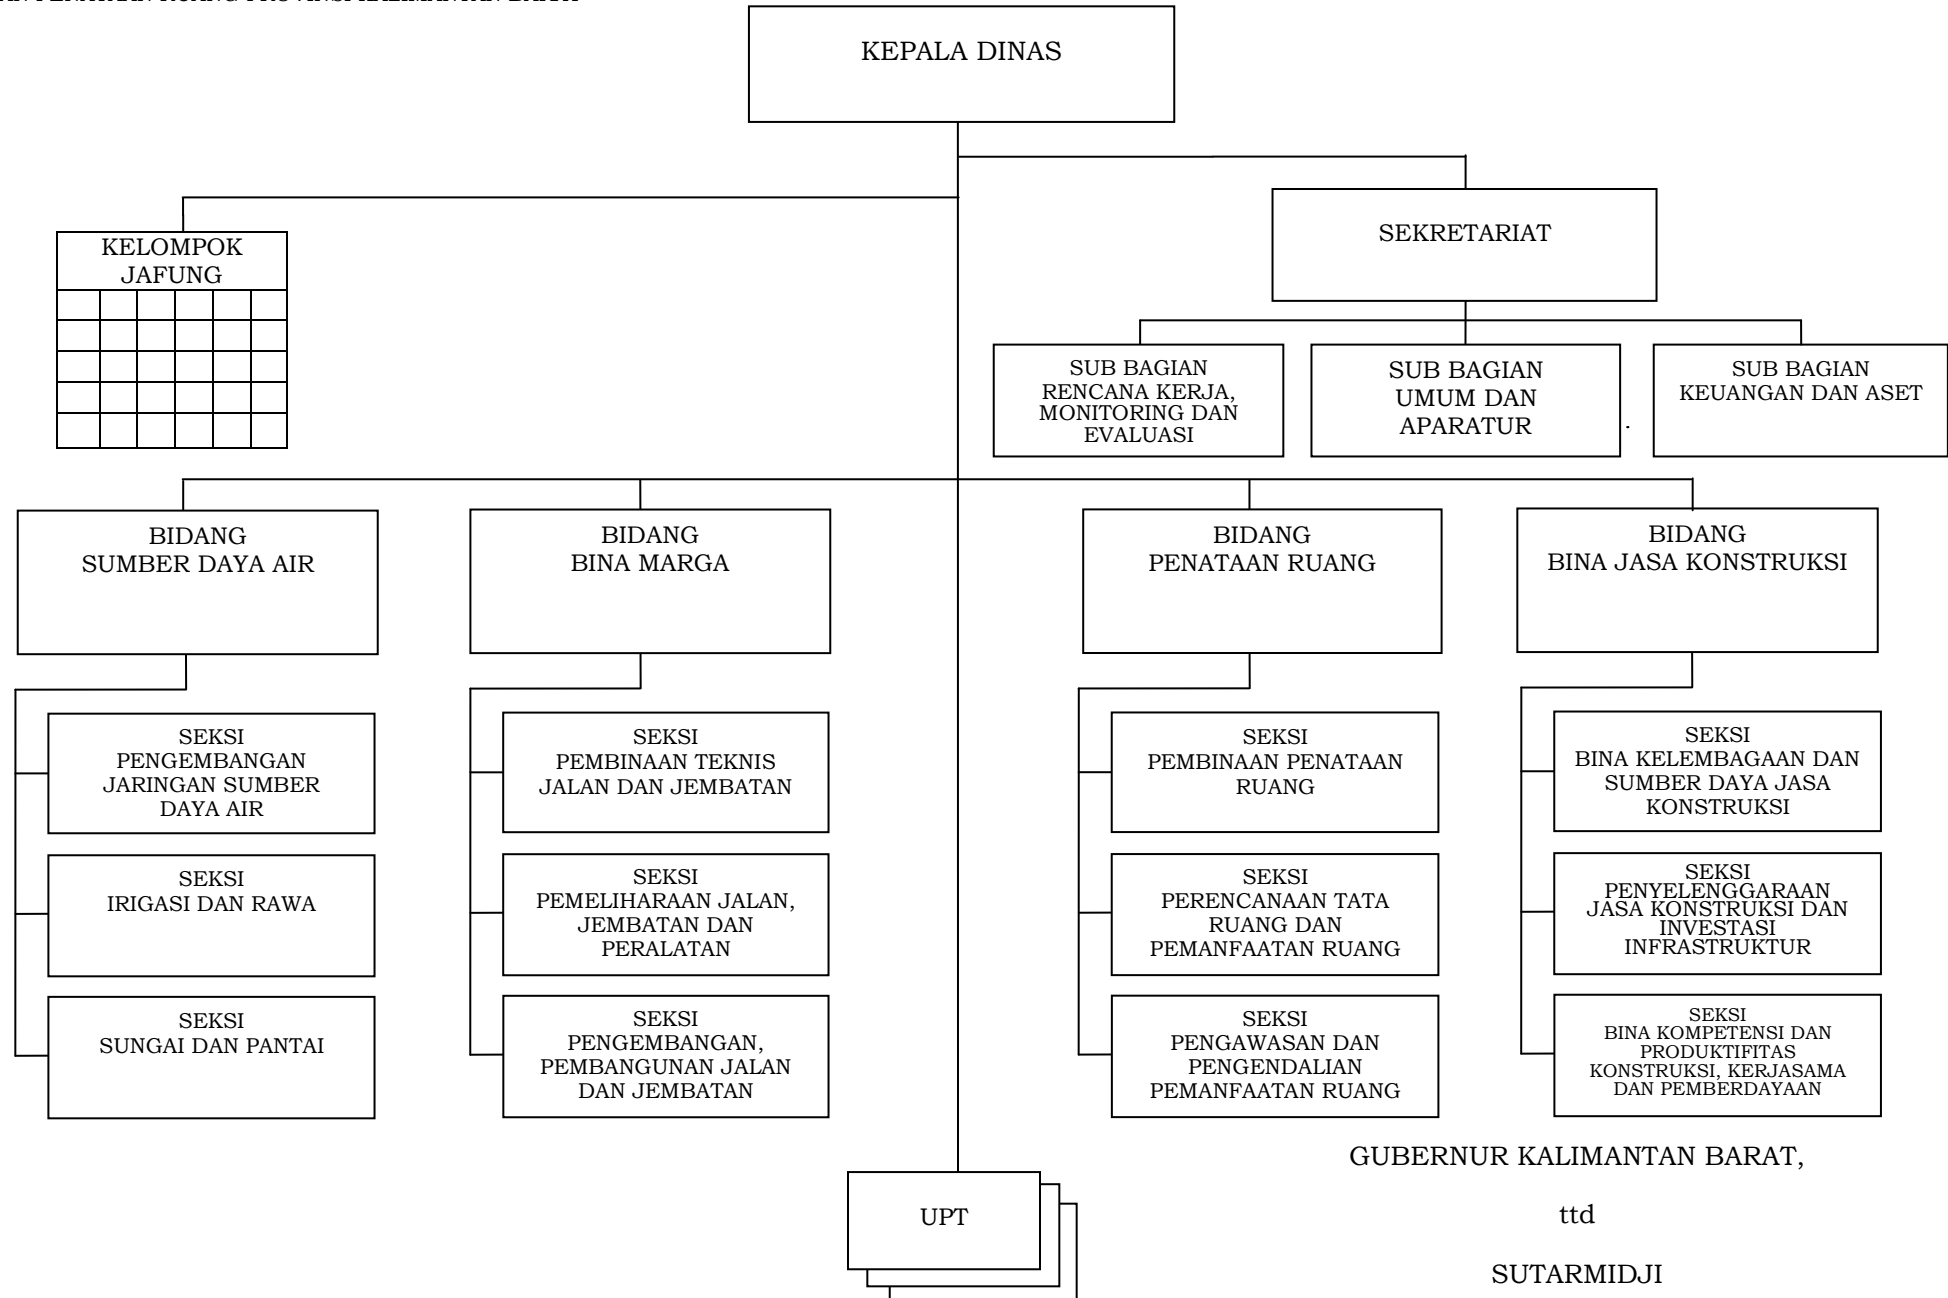 KEPALA DINAS
SEKRETARIAT
KELOMPOK
JAFUNG
SUB BAGIAN
RENCANA KERJA,
MONITORING DAN
EVALUASI
SUB BAGIAN
UMUM DAN
APARATUR
.
SUB BAGIAN
KEUANGAN DAN ASET
BIDANG
SUMBER DAYA AIR
BIDANG
BINA MARGA
BIDANG
PENATAAN RUANG
BIDANG
BINA JASA KONSTRUKSI
SEKSI
PENGEMBANGAN
JARINGAN SUMBER
DAYA AIR
SEKSI
IRIGASI DAN RAWA
SEKSI
SUNGAI DAN PANTAI
SEKSI
PEMBINAAN TEKNIS
JALAN DAN JEMBATAN
SEKSI
PEMELIHARAAN JALAN,
JEMBATAN DAN
PERALATAN
SEKSI
PENGEMBANGAN,
PEMBANGUNAN JALAN
DAN JEMBATAN
SEKSI
PEMBINAAN PENATAAN
RUANG
SEKSI
PERENCANAAN TATA
RUANG DAN
PEMANFAATAN RUANG
SEKSI
PENGAWASAN DAN
PENGENDALIAN
PEMANFAATAN RUANG
SEKSI
BINA KELEMBAGAAN DAN
SUMBER DAYA JASA
KONSTRUKSI
SEKSI
PENYELENGGARAAN
JASA KONSTRUKSI DAN
INVESTASI
INFRASTRUKTUR
SEKSI
BINA KOMPETENSI DAN
PRODUKTIFITAS
KONSTRUKSI, KERJASAMA
DAN PEMBERDAYAAN
UPT
GUBERNUR KALIMANTAN BARAT,
ttd
SUTARMIDJI